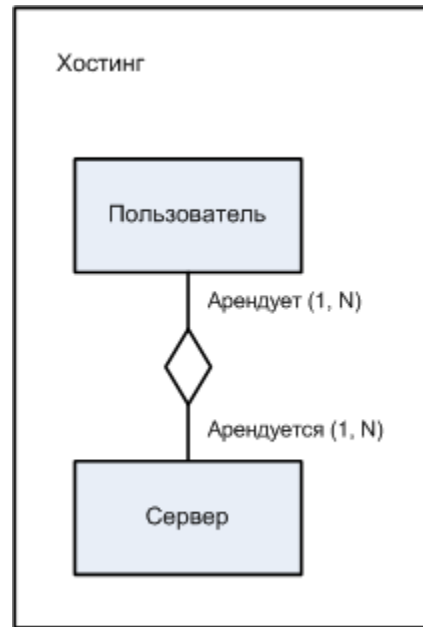 Хостинг
Пользователь
Арендует (1, N)
Арендуется (1, N)
Сервер